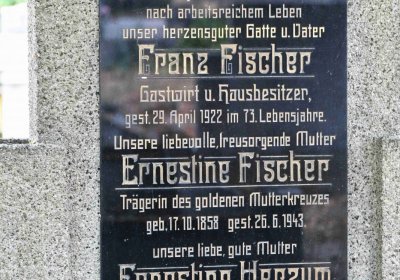 nach arbeitsreichem Leben
unser herzensguter Gatte u. Vater
Franz Fischer
Gastwirt u. Hausbesitzer,
gest. 29. April 1922 im 73. Lebensjahre.
Unsere liebevolle, treusorgende Mutter
Ernestine Fischer
Trägerin des goldenen Mutterkreuzes
geb. 17.10.1858 gest. 26.6.1943.
unsere liebe, gute Mutter
Ernestine Herzum